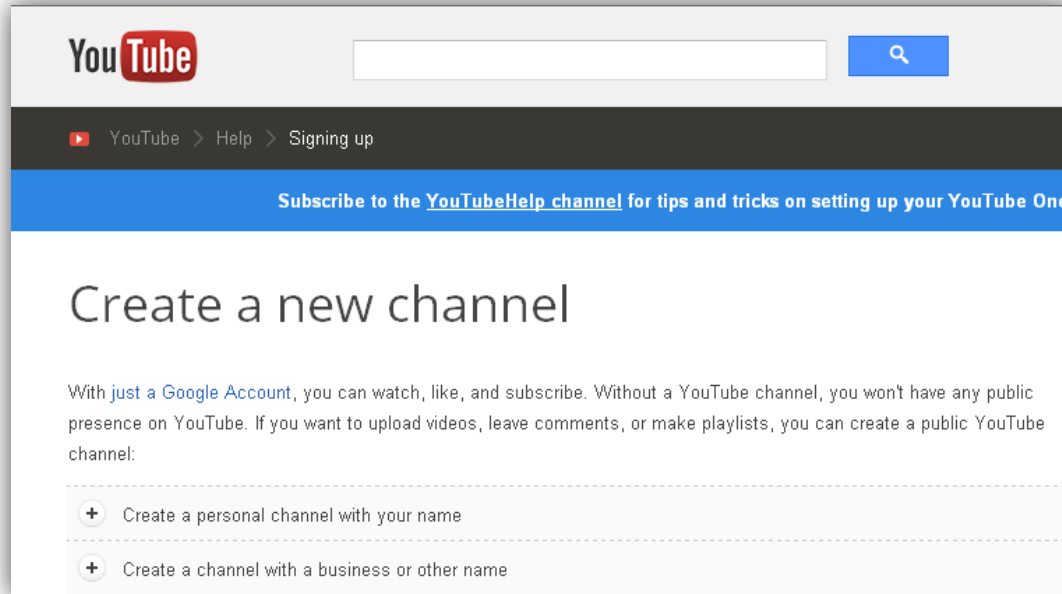 YouTube
YouTube > Help > Signing up
Subscribe to the YouTubeHelp channel for tips and tricks on setting up your YouTube One
Create a new channel
With just a Google Account, you can watch, like, and subscribe. Without a YouTube channel, you won't have any public
presence on YouTube. If you want to upload videos, leave comments, or make playlists, you can create a public YouTube
channel:
+ Create a personal channel with your name
+ Create a channel with a business or other name